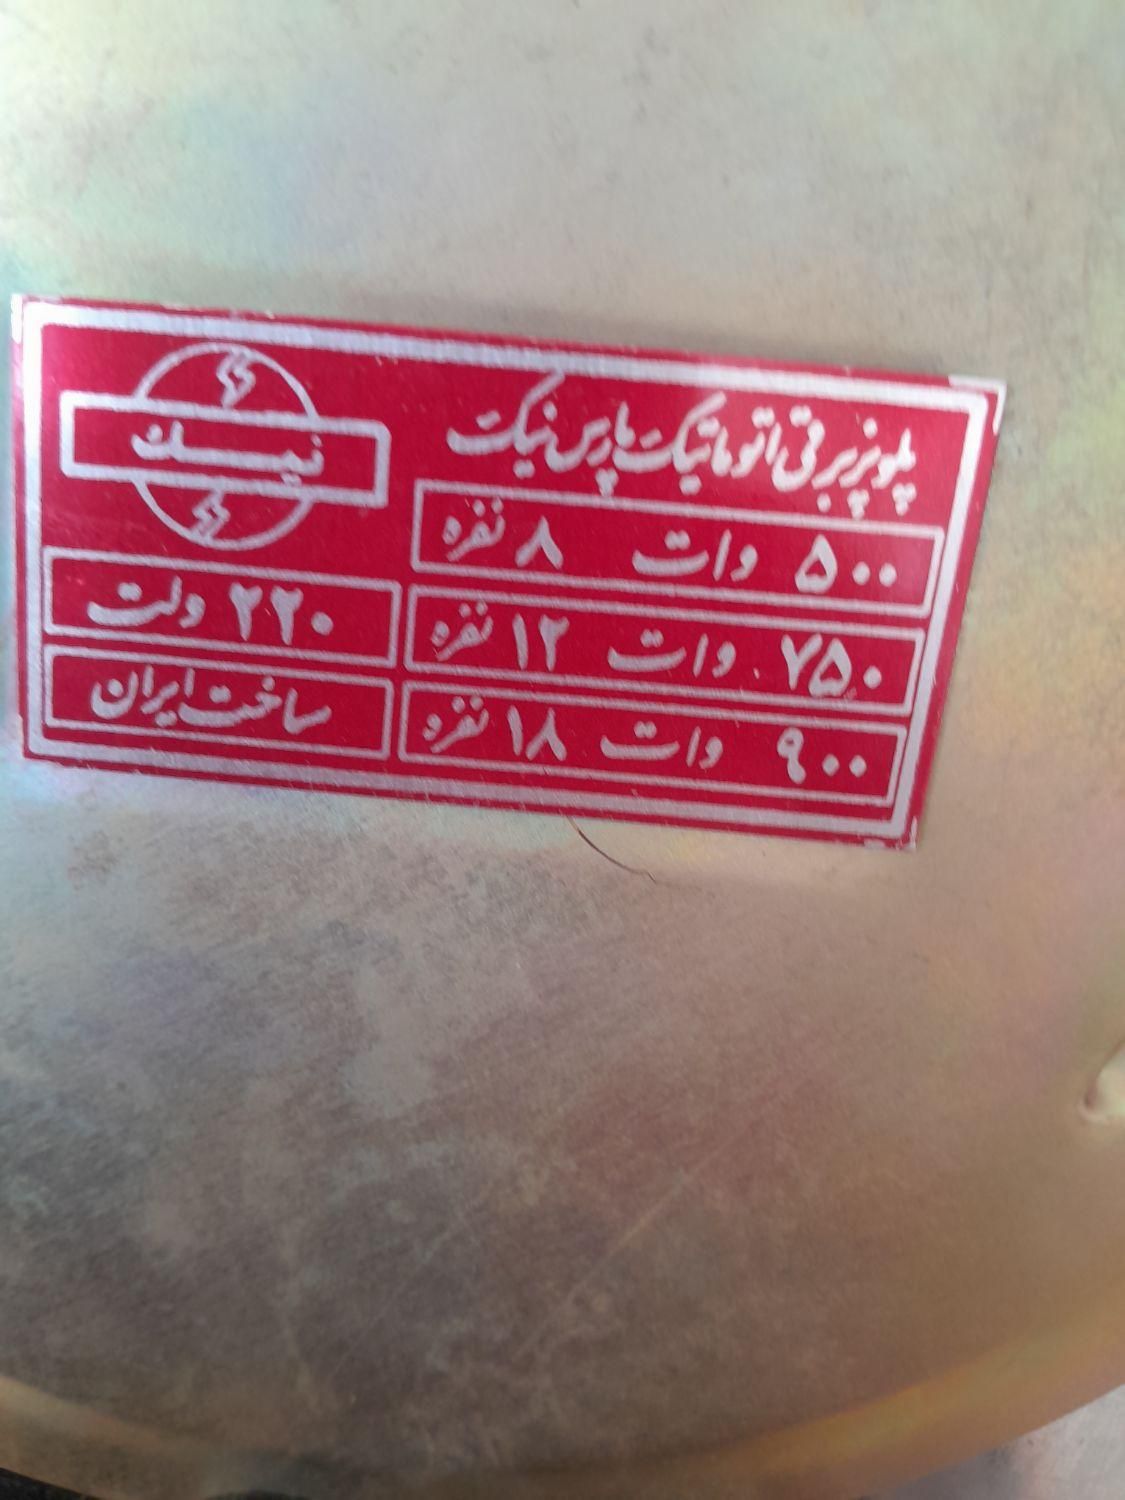 پلوپز برقی اتوماتیک پارس نیک
نیک
۵۰۰ وات ۸ نفره
۷۵۰ وات ۱۲ نفره
۹۰۰ وات ۱۸ نفره
۲۲۰ ولت
ساخت ایران